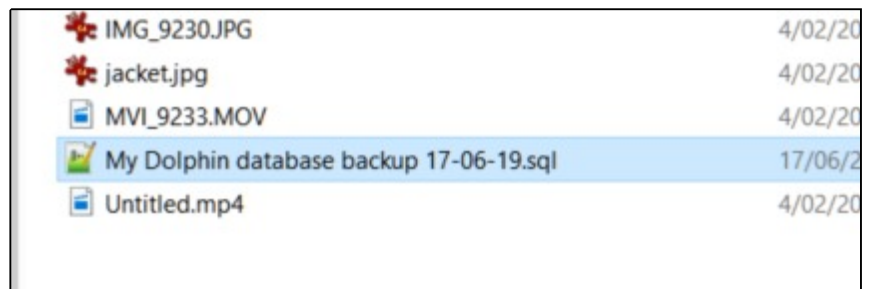 IMG_9230.JPG 4/02/20
jacket.jpg 4/02/20
MVI_9233.MOV 4/02/20
My Dolphin database backup 17-06-19.sql 17/06/2
Untitled.mp4 4/02/20